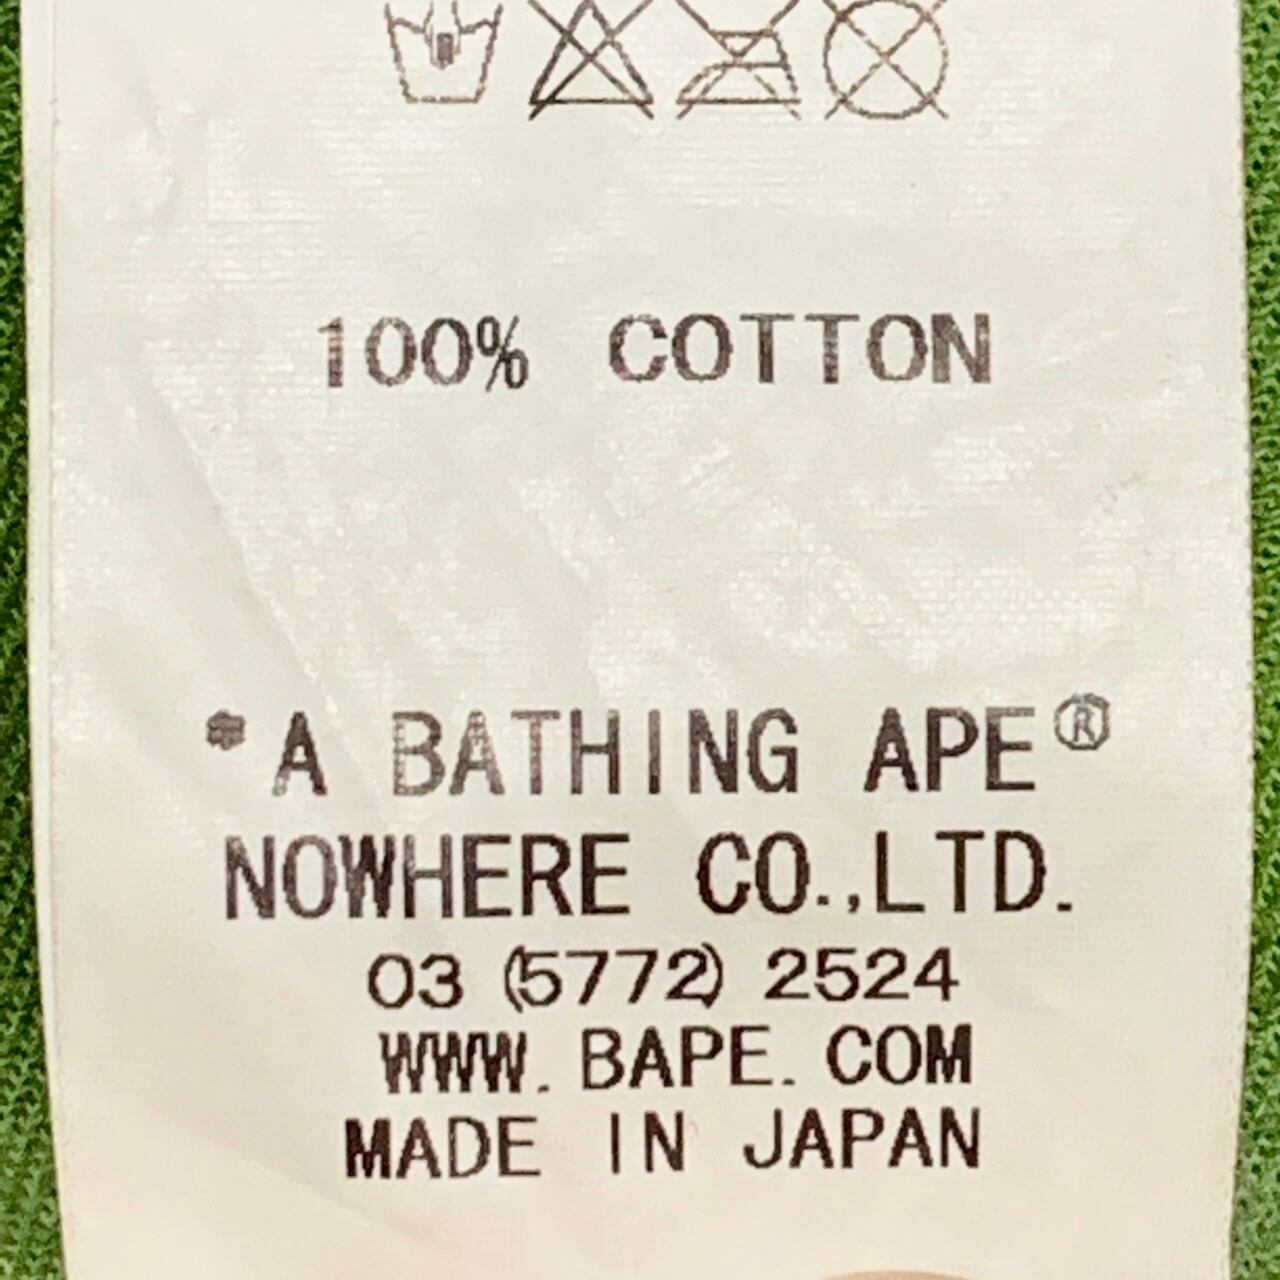 100% COTTON
*A BATHING APE®
NOWHERE CO.,LTD.
03 (5772) 2524
WWW. BAPE. COM
MADE IN JAPAN